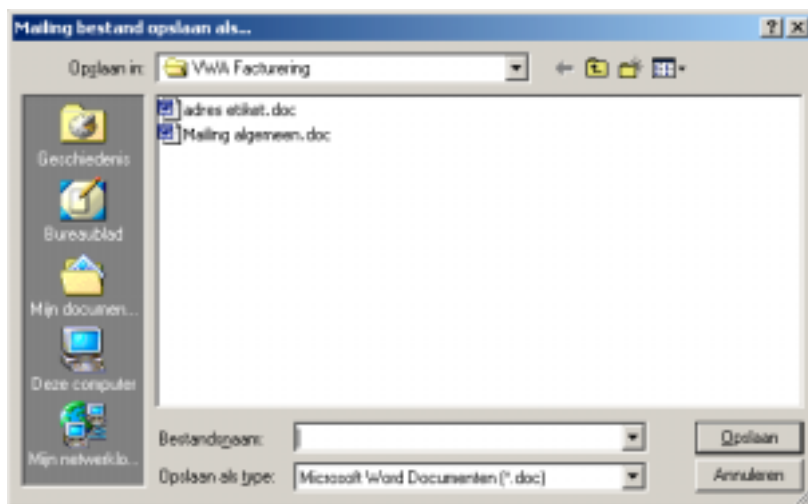 Mailing bestand opslaan als...
Opslaan in: VWA Facturering
adres etiket.doc
Mailing algemeen.doc
Geschiedenis
Bureaublad
Mijn documen...
Deze computer
Mijn netwerklo...
Bestandsnaam:
Opslaan
Opslaan als type: Microsoft Word Documenten (*.doc)
Annuleren